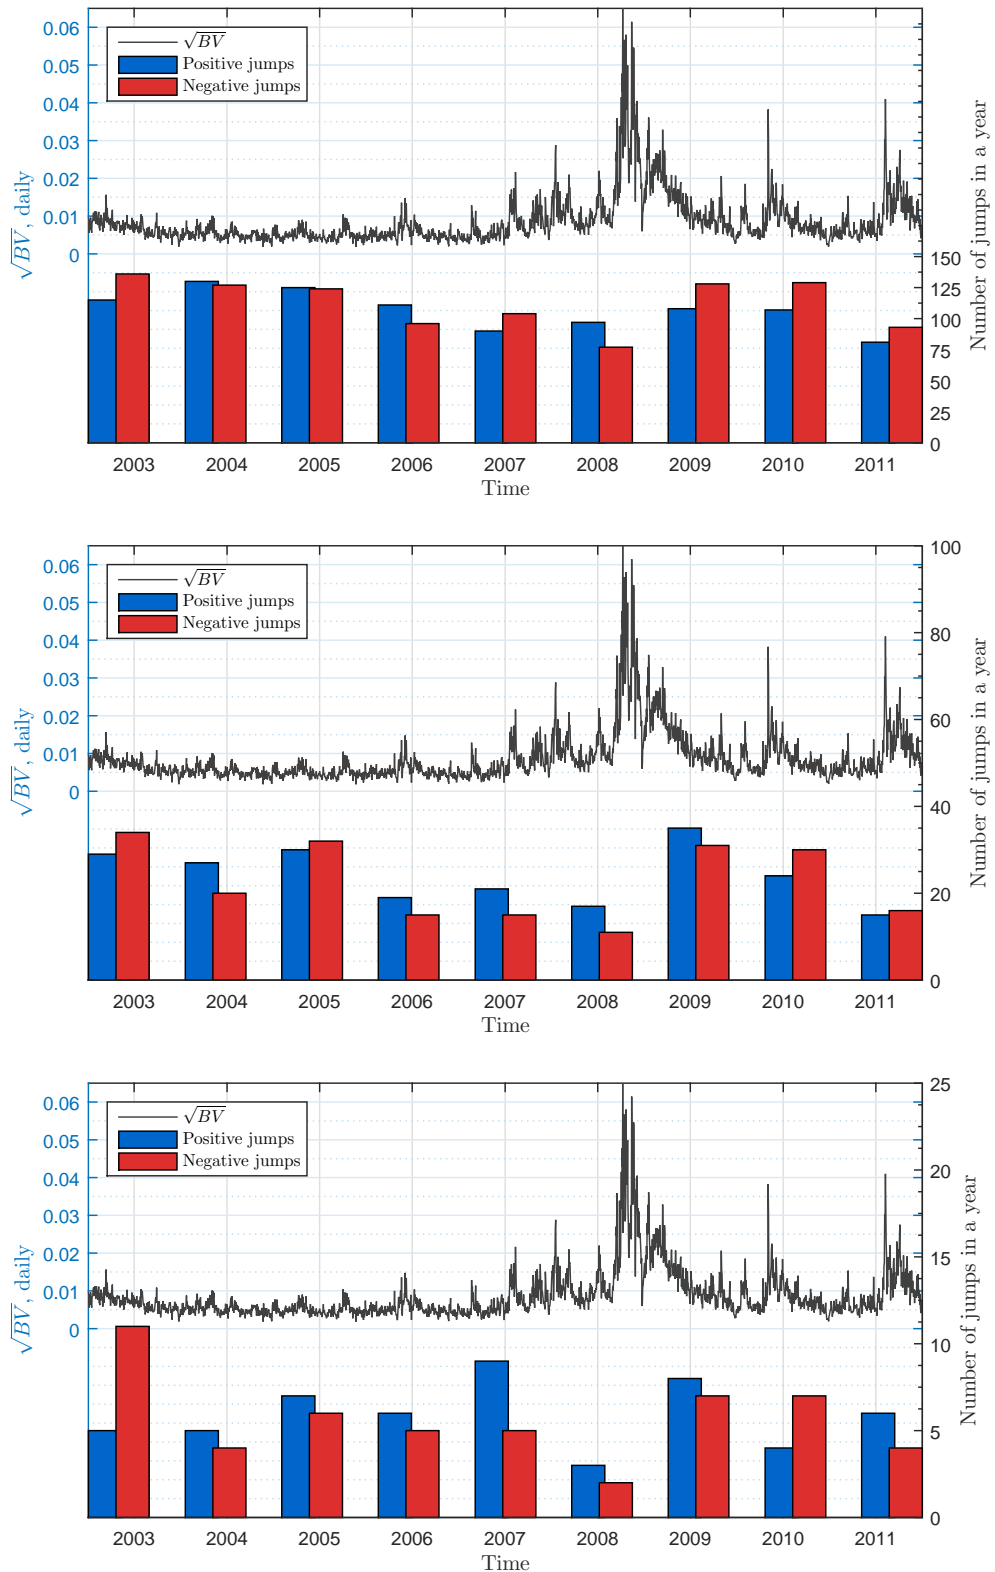 0.06
0.05
0.04
0.03
0.02
0.01
0
√BV, daily
√BV
Positive jumps
Negative jumps
150
125
100
75
50
25
0
Number of jumps in a year
2003 2004 2005 2006 2007 2008 2009 2010 2011
Time
0.06
0.05
0.04
0.03
0.02
0.01
0
√BV, daily
√BV
Positive jumps
Negative jumps
100
80
60
40
20
0
Number of jumps in a year
2003 2004 2005 2006 2007 2008 2009 2010 2011
Time
0.06
0.05
0.04
0.03
0.02
0.01
0
√BV, daily
√BV
Positive jumps
Negative jumps
25
20
15
10
5
0
Number of jumps in a year
2003 2004 2005 2006 2007 2008 2009 2010 2011
Time